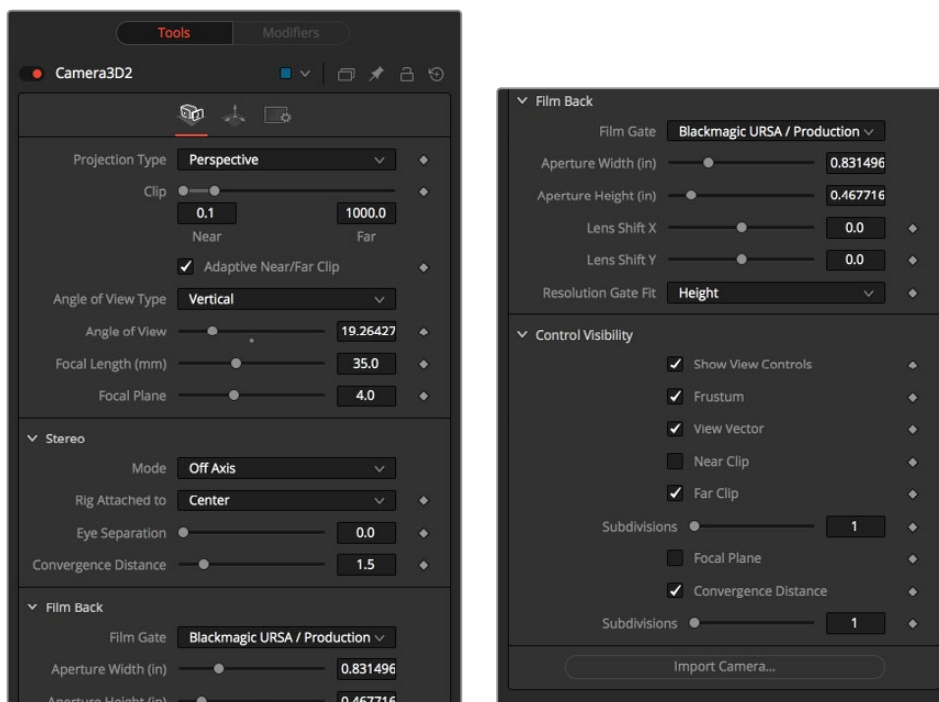 Tools Modifiers
Camera3D2
Projection Type Perspective
Clip
0.1 1000.0
Near Far
Adaptive Near/Far Clip
Angle of View Type Vertical
Angle of View 19.26427
Focal Length (mm) 35.0
Focal Plane 4.0
Stereo
Mode Off Axis
Rig Attached to Center
Eye Separation 0.0
Convergence Distance 1.5
Film Back
Film Gate Blackmagic URSA / Production
Aperture Width (in) 0.831496
Aperture Height (in) 0.467716
Film Back
Film Gate Blackmagic URSA / Production
Aperture Width (in) 0.831496
Aperture Height (in) 0.467716
Lens Shift X 0.0
Lens Shift Y 0.0
Resolution Gate Fit Height
Control Visibility
Show View Controls
Frustum
View Vector
Near Clip
Far Clip
Subdivisions 1
Focal Plane
Convergence Distance
Subdivisions 1
Import Camera...